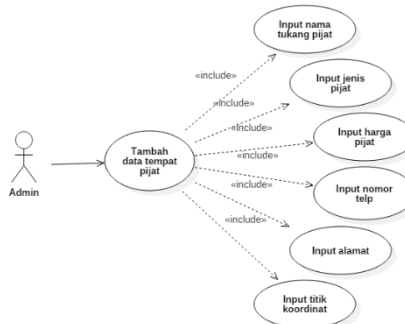 Input nama
tukang pijat
«include»
Input jenis
pijat
«Include»
«Include»
Input harga
pijat
Tambah
data tempat
pijat
«include»
Admin
«include»
Input nomor
telp
«include»
Input alamat
Input titik
koordinat